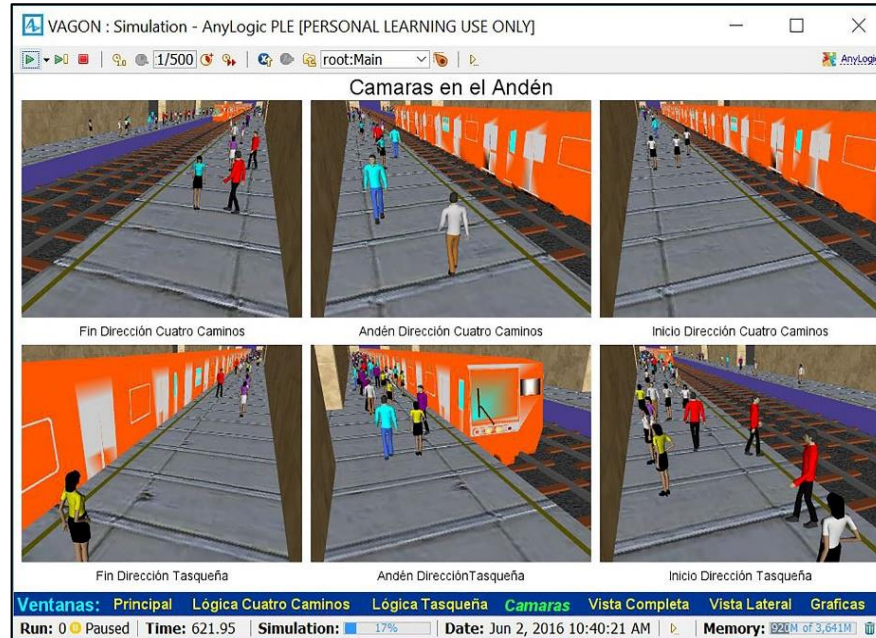 VAGON : Simulation - AnyLogic PLE [PERSONAL LEARNING USE ONLY]
1/500 root:Main AnyLogic
Camaras en el Andén
Fin Dirección Cuatro Caminos Andén Dirección Cuatro Caminos Inicio Dirección Cuatro Caminos
Fin Dirección Tasqueña Andén DirecciónTasqueña Inicio Dirección Tasqueña
Ventanas: Principal Lógica Cuatro Caminos Lógica Tasqueña Camaras Vista Completa Vista Lateral Graficas
Run: 0 Paused Time: 621.95 Simulation: 17% Date: Jun 2, 2016 10:40:21 AM Memory: of 3,641M